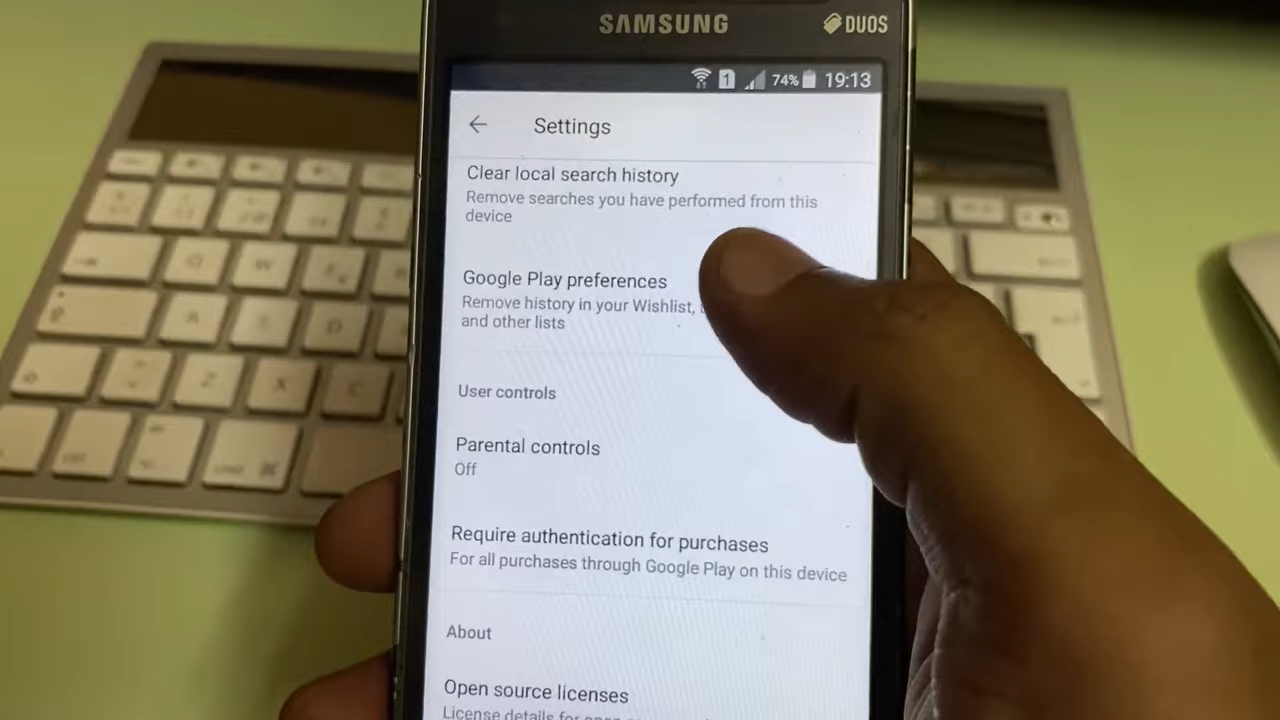 SAMSUNG DUOS
1 74% 19:13
Settings
Clear local search history
Remove searches you have performed from this
device
Google Play preferences
Remove history in your Wishlist,
and other lists
User controls
Parental controls
Off
Require authentication for purchases
For all purchases through Google Play on this device
About
Open source licenses
License details for open
Q W
A D
Z X C